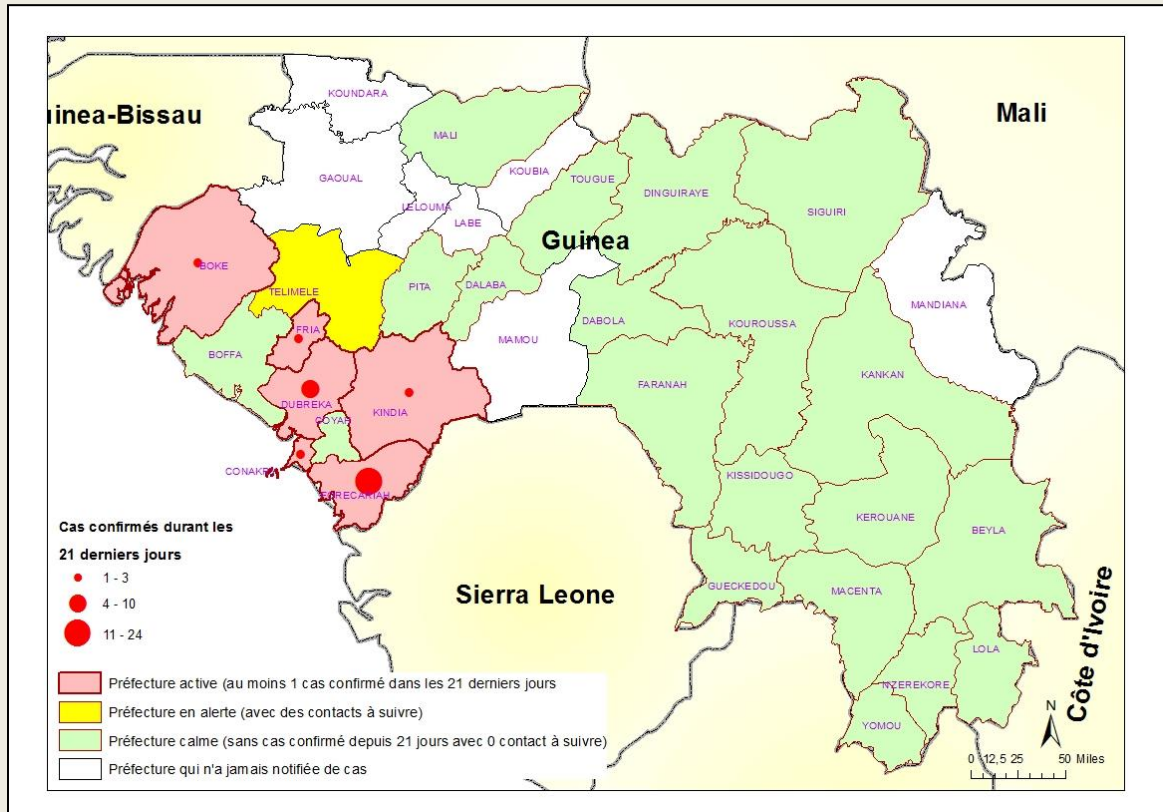 KOUNDARA
uinea-Bissau
Mali
MALI
KOUBIA
GAOUAL
TOUGUE
DINGUIRAYE
LELOUMA
SIGUIRI
LABE
Guinea
BOKE
TELIMELE
PITA
DALABA
MANDIANA
DABOLA
KOUROUSSA
FRIA
MAMOU
BOFFA
KANKAN
FARANAH
DUBREKA
KINDIA
COYAH
CONAKRY
KISSIDOUGO
FORECARIAH
KEROUANE
BEYLA
Cas confirmés durant les
21 derniers jours
1 - 3
4 - 10
11 - 24
GUECKEDOU
MACENTA
Sierra Leone
Côte d'Ivoire
LOLA
NZEREKORE
YOMOU
Préfecture active (au moins 1 cas confirmé dans les 21 derniers jours
Préfecture en alerte (avec des contacts à suivre)
Préfecture calme (sans cas confirmé depuis 21 jours avec 0 contact à suivre)
Préfecture qui n'a jamais notifiée de cas
N
0 12,5 25 50 Miles